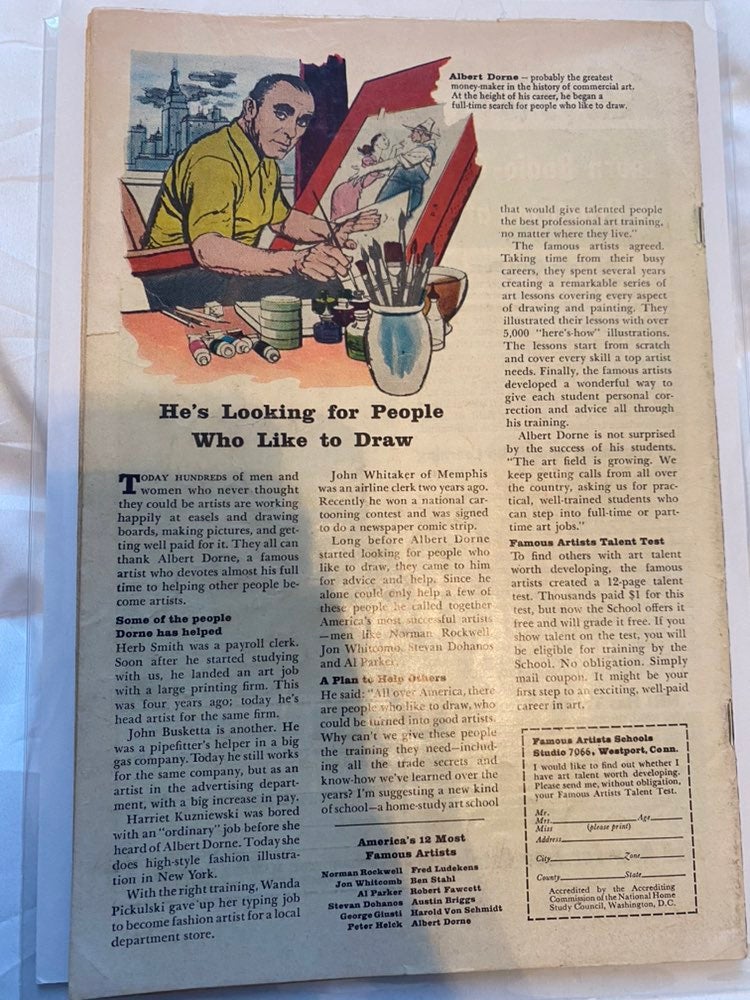 Albert Dorne — probably the greatest
money-maker in the history of commercial art.
At the height of his career, he began a
full-time search for people who like to draw.
He's Looking for People
Who Like to Draw
TODAY HUNDREDS of men and
women who never thought
they could be artists are working
happily at easels and drawing
boards, making pictures, and get-
ting well paid for it. They all can
thank Albert Dorne, a famous
artist who devotes almost his full
time to helping other people be-
come artists.
Some of the people
Dorne has helped
Herb Smith was a payroll clerk.
Soon after he started studying
with us, he landed an art job
with a large printing firm. This
was four years ago; today he's
head artist for the same firm.
John Busketta is another. He
was a pipefitter's helper in a big
gas company. Today he still works
for the same company, but as an
artist in the advertising depart-
ment, with a big increase in pay.
Harriet Kuzniewski was bored
with an "ordinary" job before she
heard of Albert Dorne. Today she
does high-style fashion illustra-
tion in New York.
With the right training, Wanda
Pickulski gave up her typing job
to become fashion artist for a local
department store.
John Whitaker of Memphis
was an airline clerk two years ago.
Recently he won a national car-
tooning contest and was signed
to do a newspaper comic strip.
Long before Albert Dorne
started looking for people who
like to draw, they came to him
for advice and help. Since he
alone could only help a few of
these people he called together
America's most successful artists
—men like Norman Rockwell,
Jon Whitcomb, Stevan Dohanos
and Al Parker.
A Plan to Help Others
He said: "All over America, there
are people who like to draw, who
could be turned into good artists.
Why can't we give these people
the training they need—includ-
ing all the trade secrets and
know-how we've learned over the
years? I'm suggesting a new kind
of school—a home-study art school
America's 12 Most
Famous Artists
Norman Rockwell Fred Ludekens
Jon Whitcomb Ben Stahl
Al Parker Robert Fawcett
Stevan Dohanos Austin Briggs
George Giusti Harold Von Schmidt
Peter Helck Albert Dorne
that would give talented people
the best professional art training,
no matter where they live."
The famous artists agreed.
Taking time from their busy
careers, they spent several years
creating a remarkable series of
art lessons covering every aspect
of drawing and painting. They
illustrated their lessons with over
5,000 "here's-how" illustrations.
The lessons start from scratch
and cover every skill a top artist
needs. Finally, the famous artists
developed a wonderful way to
give each student personal cor-
rection and advice all through
his training.
Albert Dorne is not surprised
by the success of his students.
"The art field is growing. We
keep getting calls from all over
the country, asking us for prac-
tical, well-trained students who
can step into full-time or part-
time art jobs."
Famous Artists Talent Test
To find others with art talent
worth developing, the famous
artists created a 12-page talent
test. Thousands paid $1 for this
test, but now the School offers it
free and will grade it free. If you
show talent on the test, you will
be eligible for training by the
School. No obligation. Simply
mail coupon. It might be your
first step to an exciting, well-paid
career in art.
Famous Artists Schools
Studio 7066, Westport, Conn.
I would like to find out whether I
have art talent worth developing.
Please send me, without obligation,
your Famous Artists Talent Test.
Mr.
Mrs. Age
Miss (please print)
Address
City Zone
County State
Accredited by the Accrediting
Commission of the National Home
Study Council, Washington, D.C.